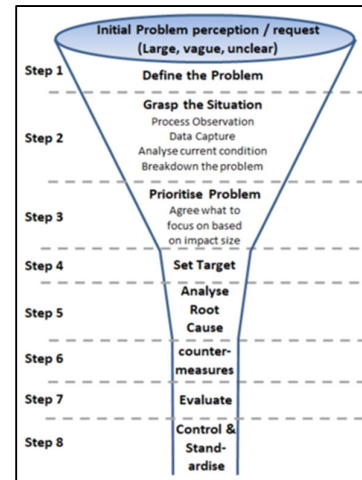 Initial Problem perception / request
(Large, vague, unclear)
Step 1
Define the Problem
Grasp the Situation
Process Observation
Step 2
Data Capture
Analyse current condition
Breakdown the problem
Prioritise Problem
Step 3
Agree what to
focus on based
on impact size
Step 4
Set Target
Analyse
Step 5
Root
Cause
Step 6
counter-
measures
Step 7
Evaluate
Step 8
Control &
Stand-
ardise